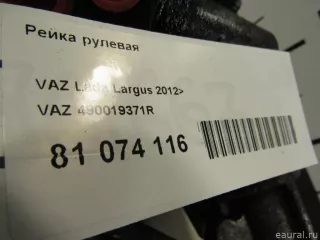 Рейка рулевая
VAZ Lada Largus 2012>
VAZ 490019371R
81 074 116
eaural.ru